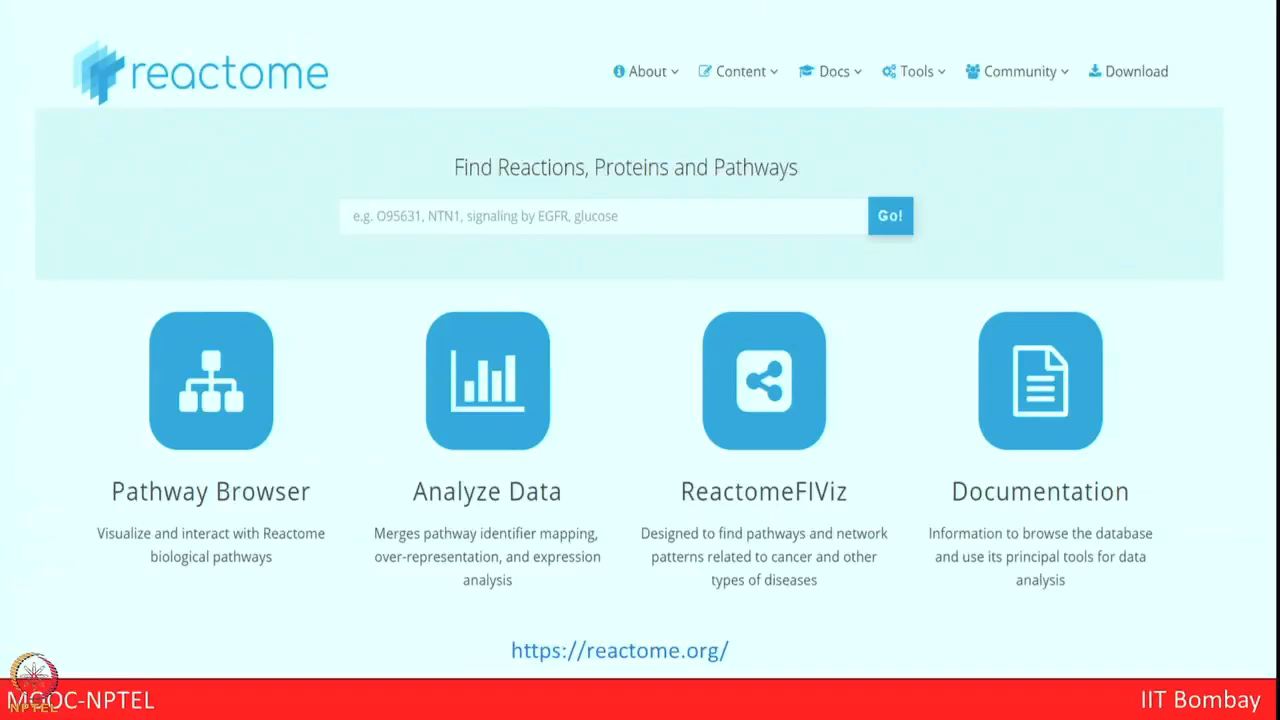 reactome
About Content Docs Tools Community Download
Find Reactions, Proteins and Pathways
e.g. O95631, NTN1, signaling by EGFR, glucose
Go!
Pathway Browser
Visualize and interact with Reactome
biological pathways
Analyze Data
Merges pathway identifier mapping,
over-representation, and expression
analysis
ReactomeFIViz
Designed to find pathways and network
patterns related to cancer and other
types of diseases
Documentation
Information to browse the database
and use its principal tools for data
analysis
https://reactome.org/
MOOC-NPTEL
NPTEL
IIT Bombay